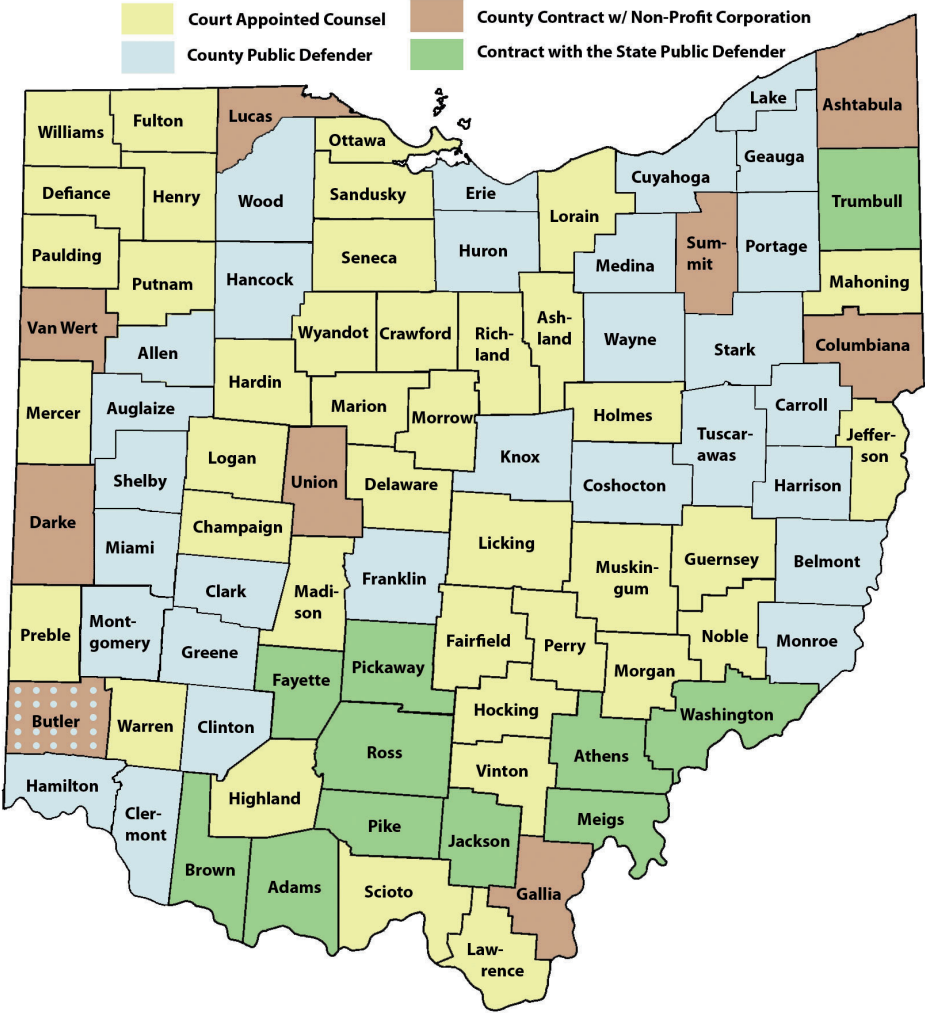 Court Appointed Counsel
County Public Defender
County Contract w/ Non-Profit Corporation
Contract with the State Public Defender
Lake
Ashtabula
Williams
Fulton
Lucas
Ottawa
Geauga
Cuyahoga
Defiance
Henry
Wood
Sandusky
Erie
Lorain
Trumbull
Paulding
Putnam
Hancock
Seneca
Huron
Medina
Sum-
mit
Portage
Mahoning
Van Wert
Allen
Wyandot
Crawford
Rich-
land
Ash-
land
Wayne
Stark
Columbiana
Mercer
Auglaize
Hardin
Marion
Morrow
Holmes
Tuscar-
awas
Carroll
Jeffer-
son
Shelby
Logan
Union
Delaware
Knox
Coshocton
Harrison
Darke
Miami
Champaign
Licking
Muskin-
gum
Guernsey
Belmont
Clark
Madi-
son
Franklin
Preble
Mont-
gomery
Greene
Fayette
Pickaway
Fairfield
Perry
Morgan
Noble
Monroe
Butler
Warren
Clinton
Ross
Hocking
Athens
Washington
Hamilton
Cler-
mont
Highland
Pike
Vinton
Jackson
Meigs
Brown
Adams
Scioto
Gallia
Law-
rence